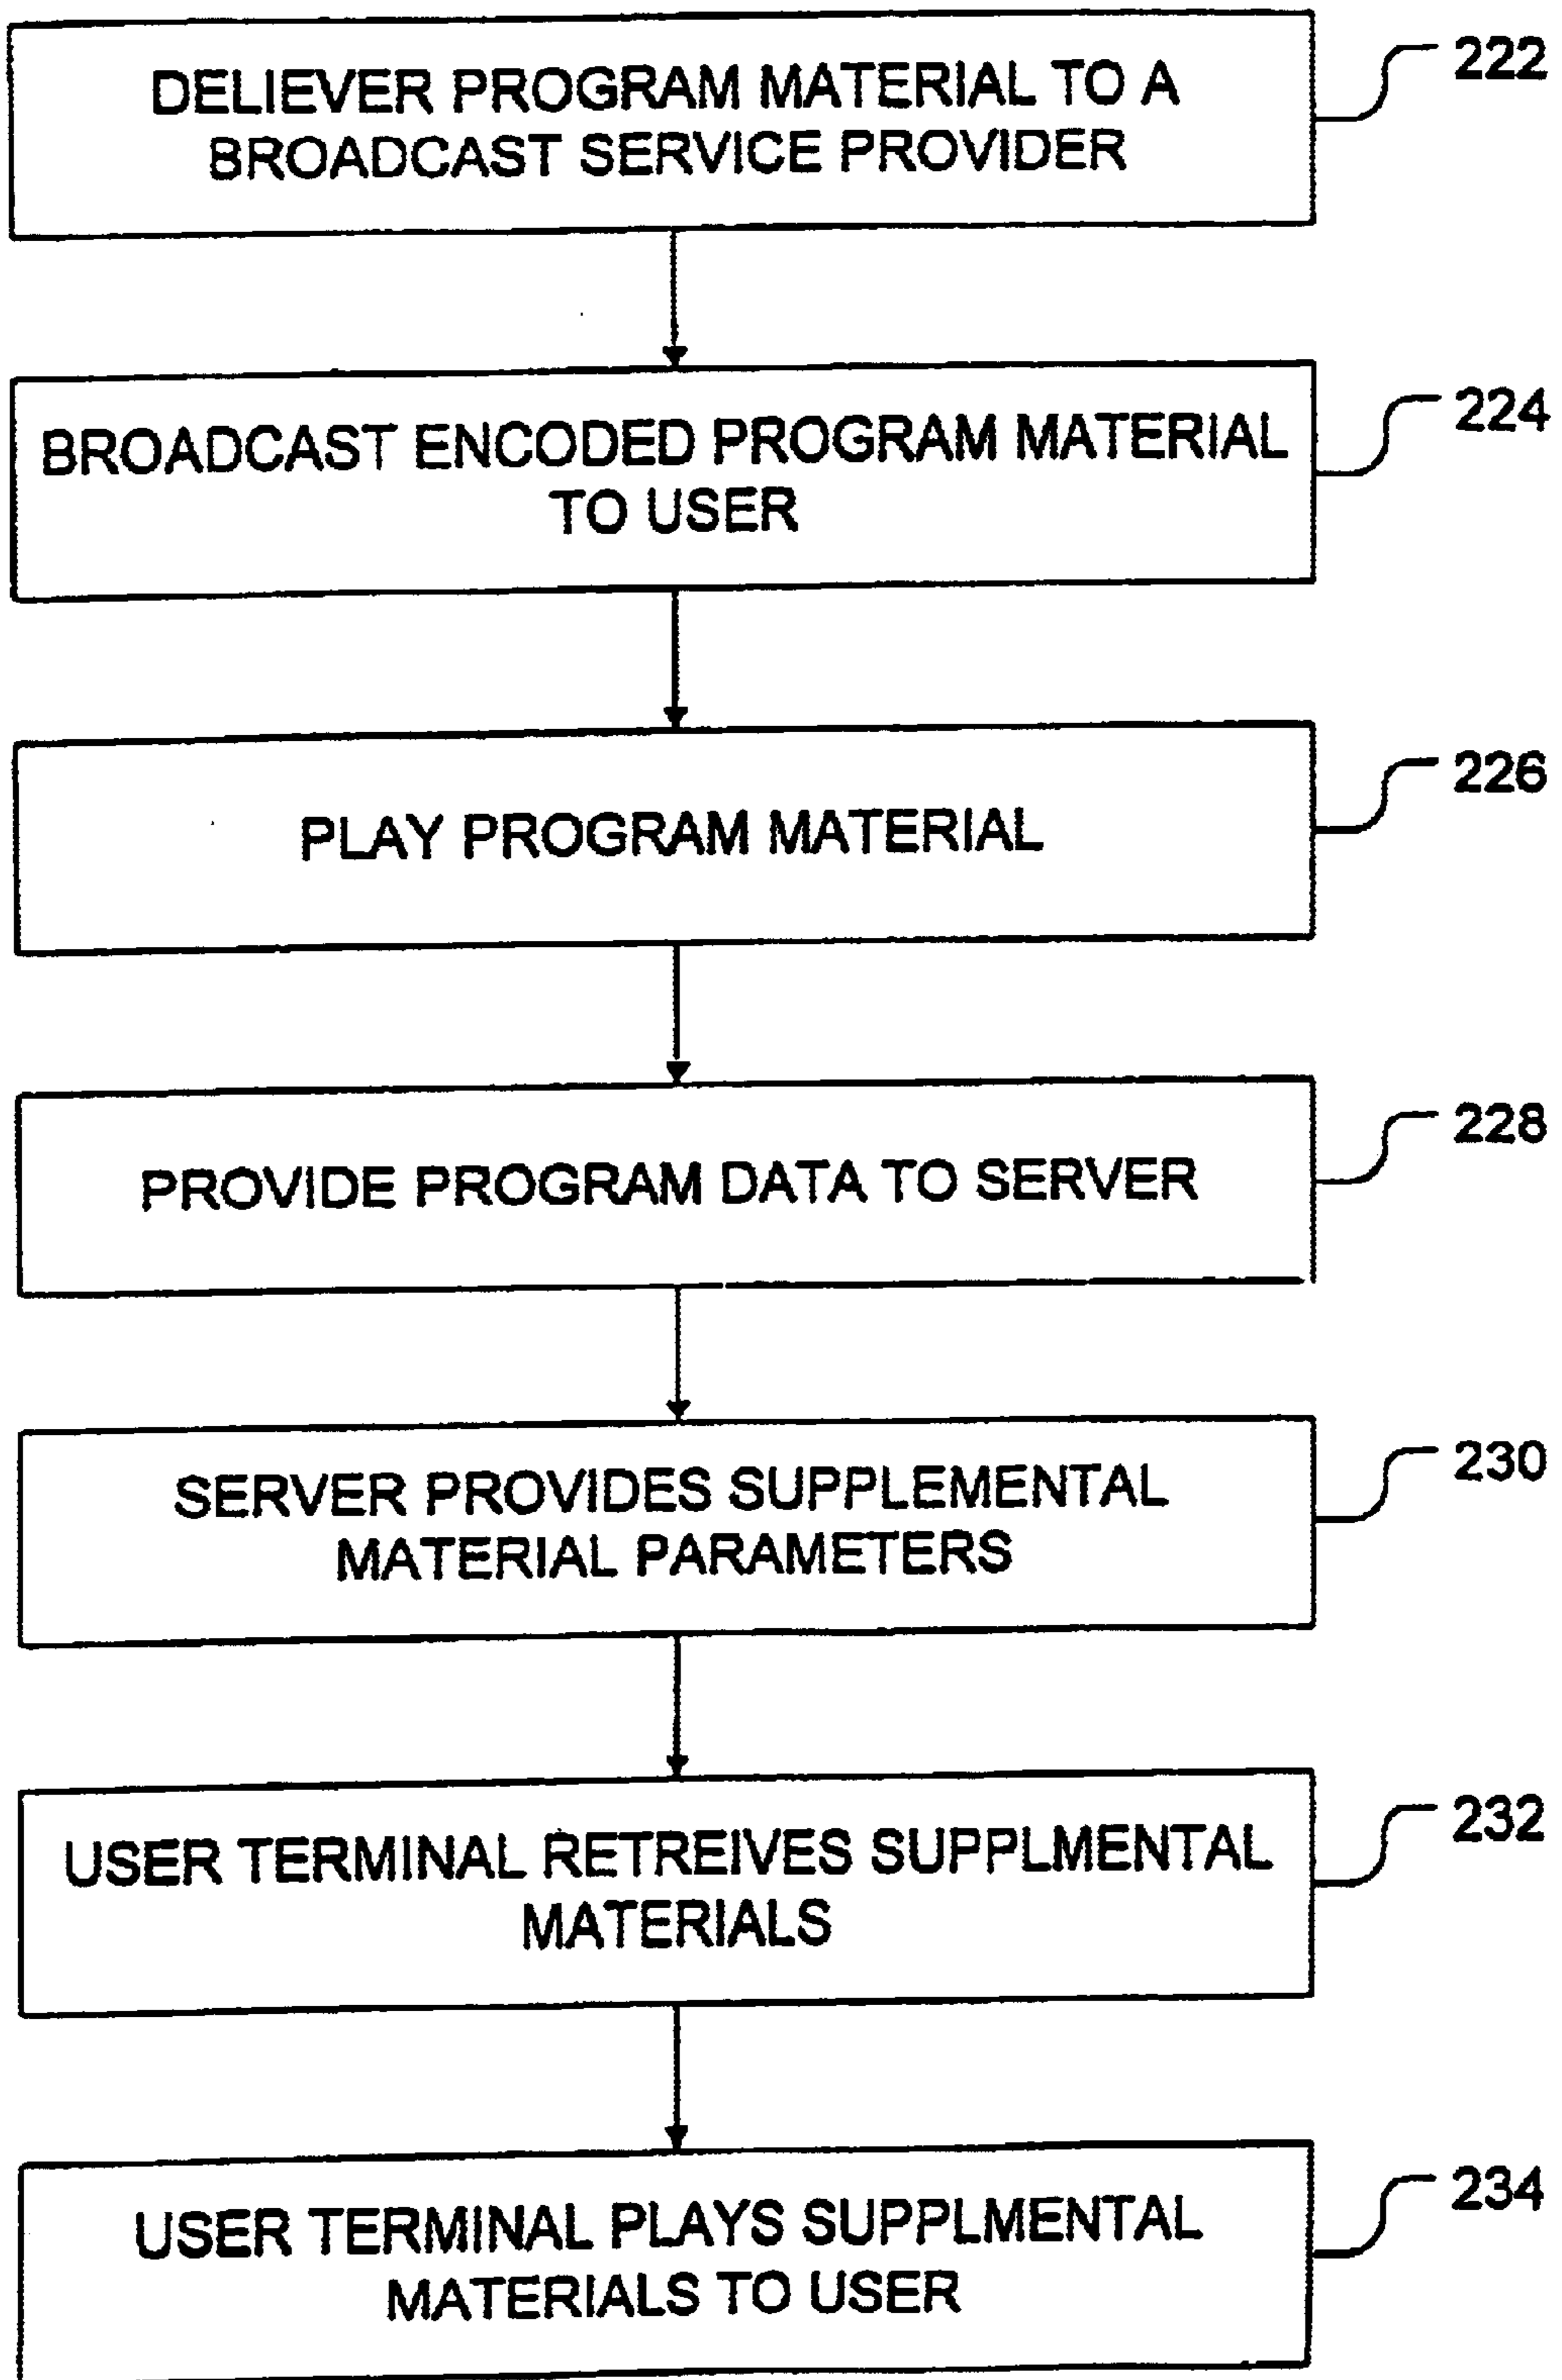 DELIEVER PROGRAM MATERIAL TO A
BROADCAST SERVICE PROVIDER
222
BROADCAST ENCODED PROGRAM MATERIAL
TO USER
224
PLAY PROGRAM MATERIAL
226
PROVIDE PROGRAM DATA TO SERVER
228
SERVER PROVIDES SUPPLEMENTAL
MATERIAL PARAMETERS
230
USER TERMINAL RETREIVES SUPPLMENTAL
MATERIALS
232
USER TERMINAL PLAYS SUPPLMENTAL
MATERIALS TO USER
234